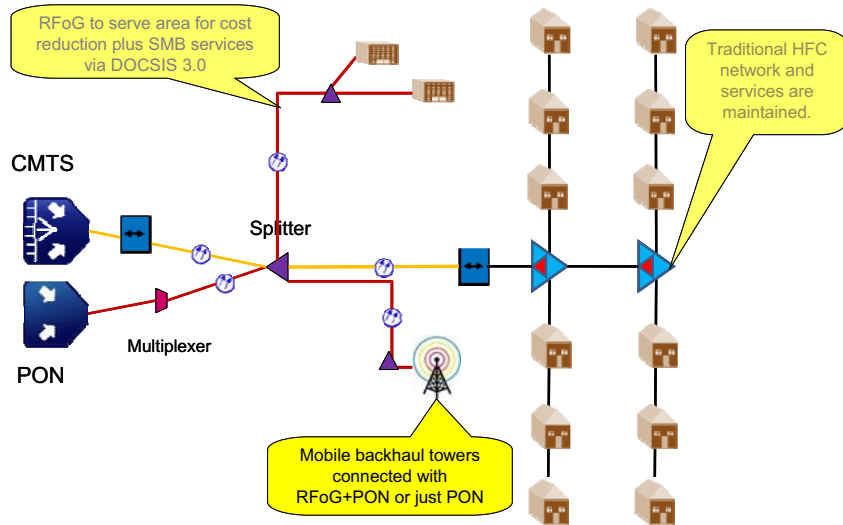 RFoG to serve area for cost
reduction plus SMB services
via DOCSIS 3.0
Traditional HFC
network and
services are
maintained.
CMTS
Splitter
Multiplexer
PON
Mobile backhaul towers
connected with
RFoG+PON or just PON